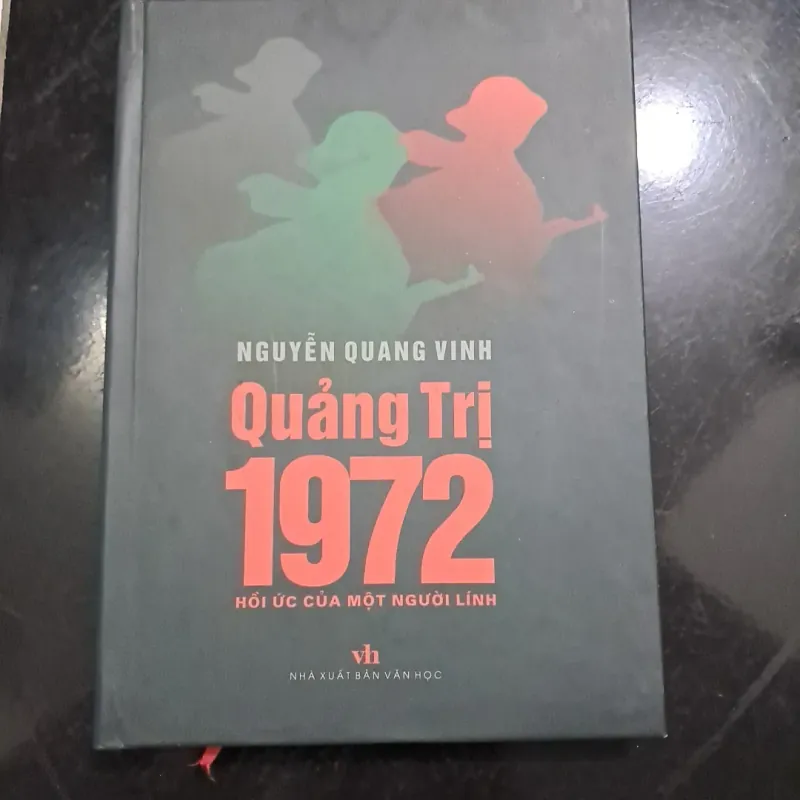 NGUYỄN QUANG VINH
Quảng Trị
1972
HỒI ỨC CỦA MỘT NGƯỜI LÍNH
vh
NHÀ XUẤT BẢN VĂN HỌC